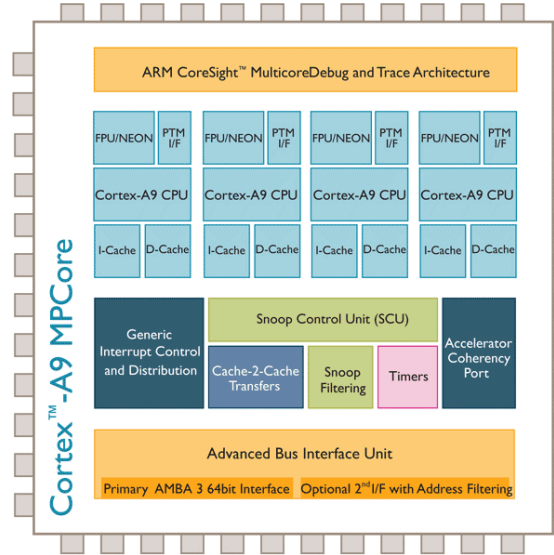 ARM CoreSight™ MulticoreDebug and Trace Architecture
FPU/NEON
PTM
I/F
FPU/NEON
PTM
I/F
FPU/NEON
PTM
I/F
FPU/NEON
PTM
I/F
Cortex-A9 CPU
Cortex-A9 CPU
Cortex-A9 CPU
Cortex-A9 CPU
I-Cache
D-Cache
I-Cache
D-Cache
I-Cache
D-Cache
I-Cache
D-Cache
Cortex™-A9 MPCore
Generic
Interrupt Control
and Distribution
Snoop Control Unit (SCU)
Cache-2-Cache
Transfers
Snoop
Filtering
Timers
Accelerator
Coherency
Port
Advanced Bus Interface Unit
Primary AMBA 3 64bit Interface
Optional 2nd I/F with Address Filtering